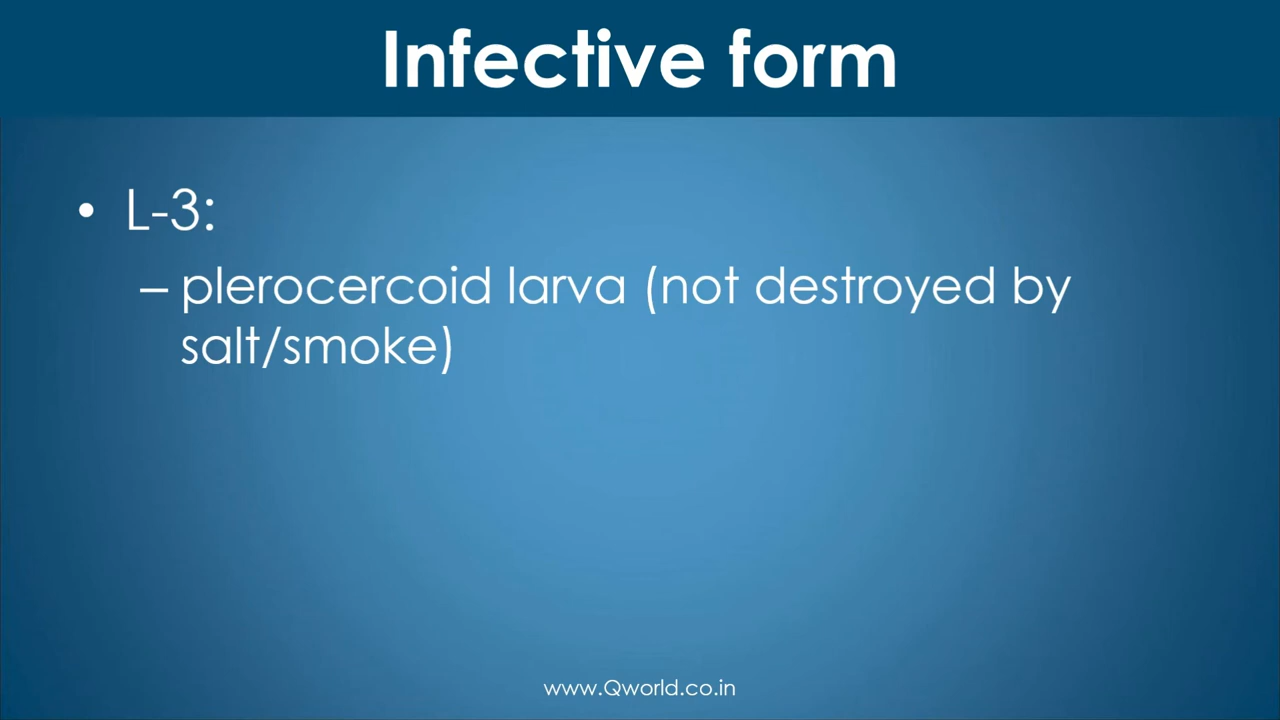 Infective form
• L-3:
– plerocercoid larva (not destroyed by
salt/smoke)
www.Qworld.co.in